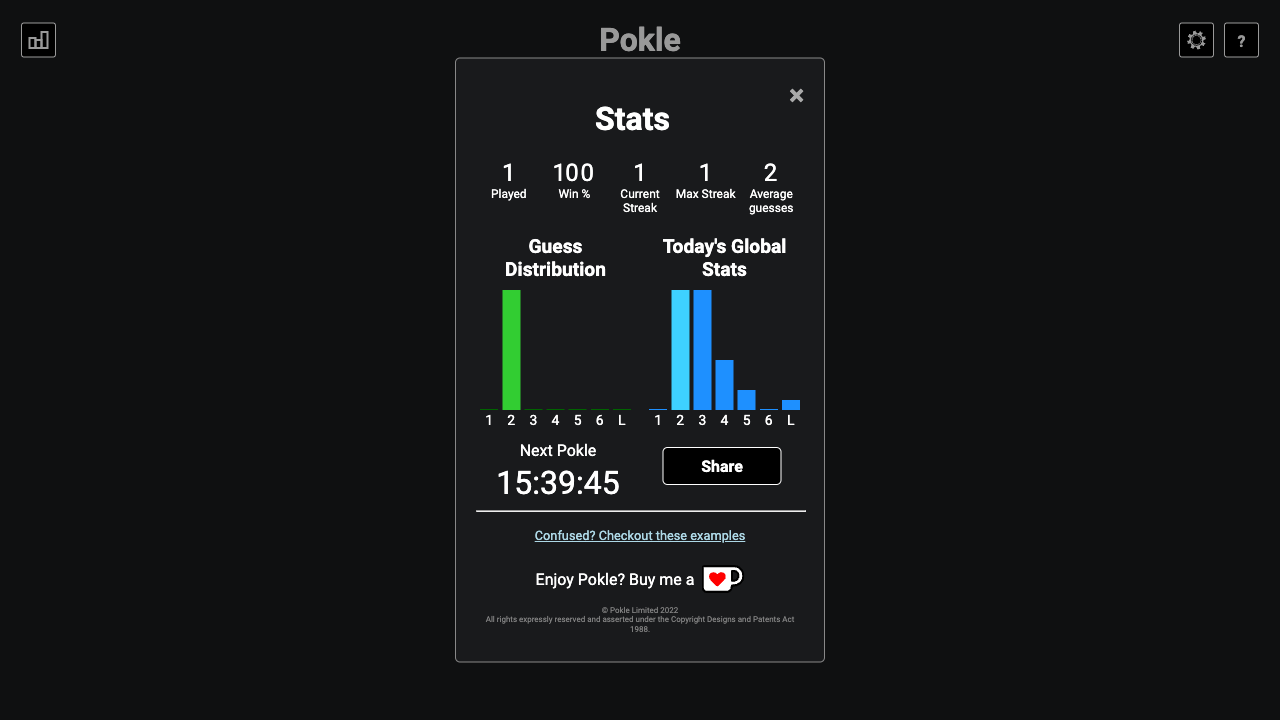 Pokle
?
×
Stats
1 100 1 1 2
Played Win % Current Streak Max Streak Average guesses
Guess Distribution
Today's Global Stats
1 2 3 4 5 6 L
1 2 3 4 5 6 L
Next Pokle
15:39:45
Share
Confused? Checkout these examples
Enjoy Pokle? Buy me a
© Pokle Limited 2022
All rights expressly reserved and asserted under the Copyright Designs and Patents Act
1988.